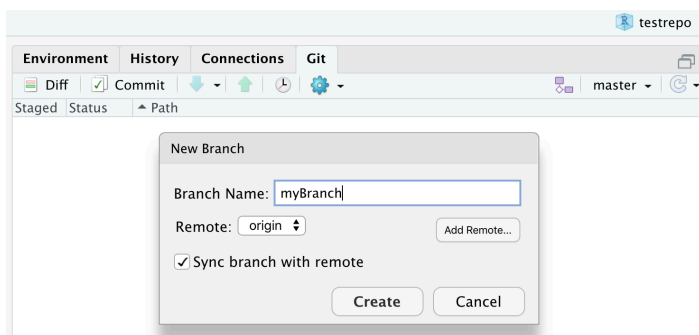 testrepo
Environment History Connections Git
Diff Commit master
Staged Status Path
New Branch
Branch Name: myBranch
Remote: origin Add Remote...
Sync branch with remote
Create Cancel